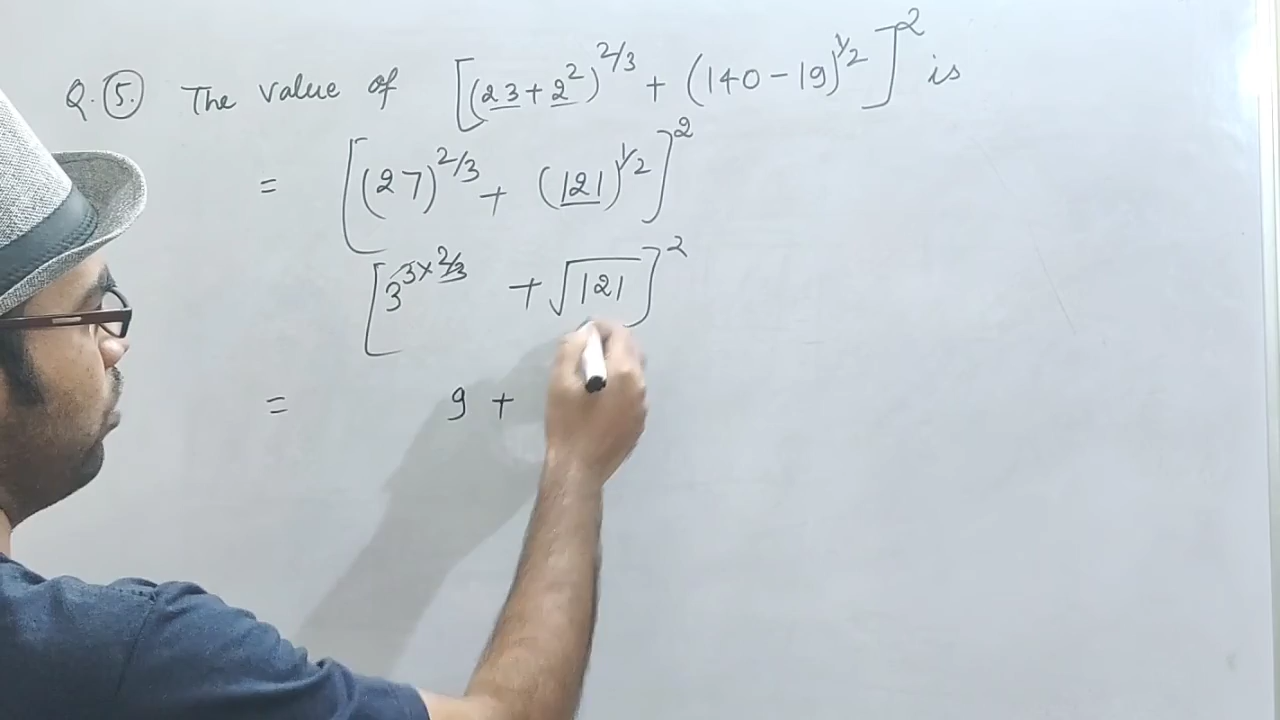 Q. 5. The value of [(23+2²)^2/3 + (140-19)^1/2]² is
= [(27)^2/3 + (121)^1/2]²
[3^3×2/3 + √121]²
= 9 +